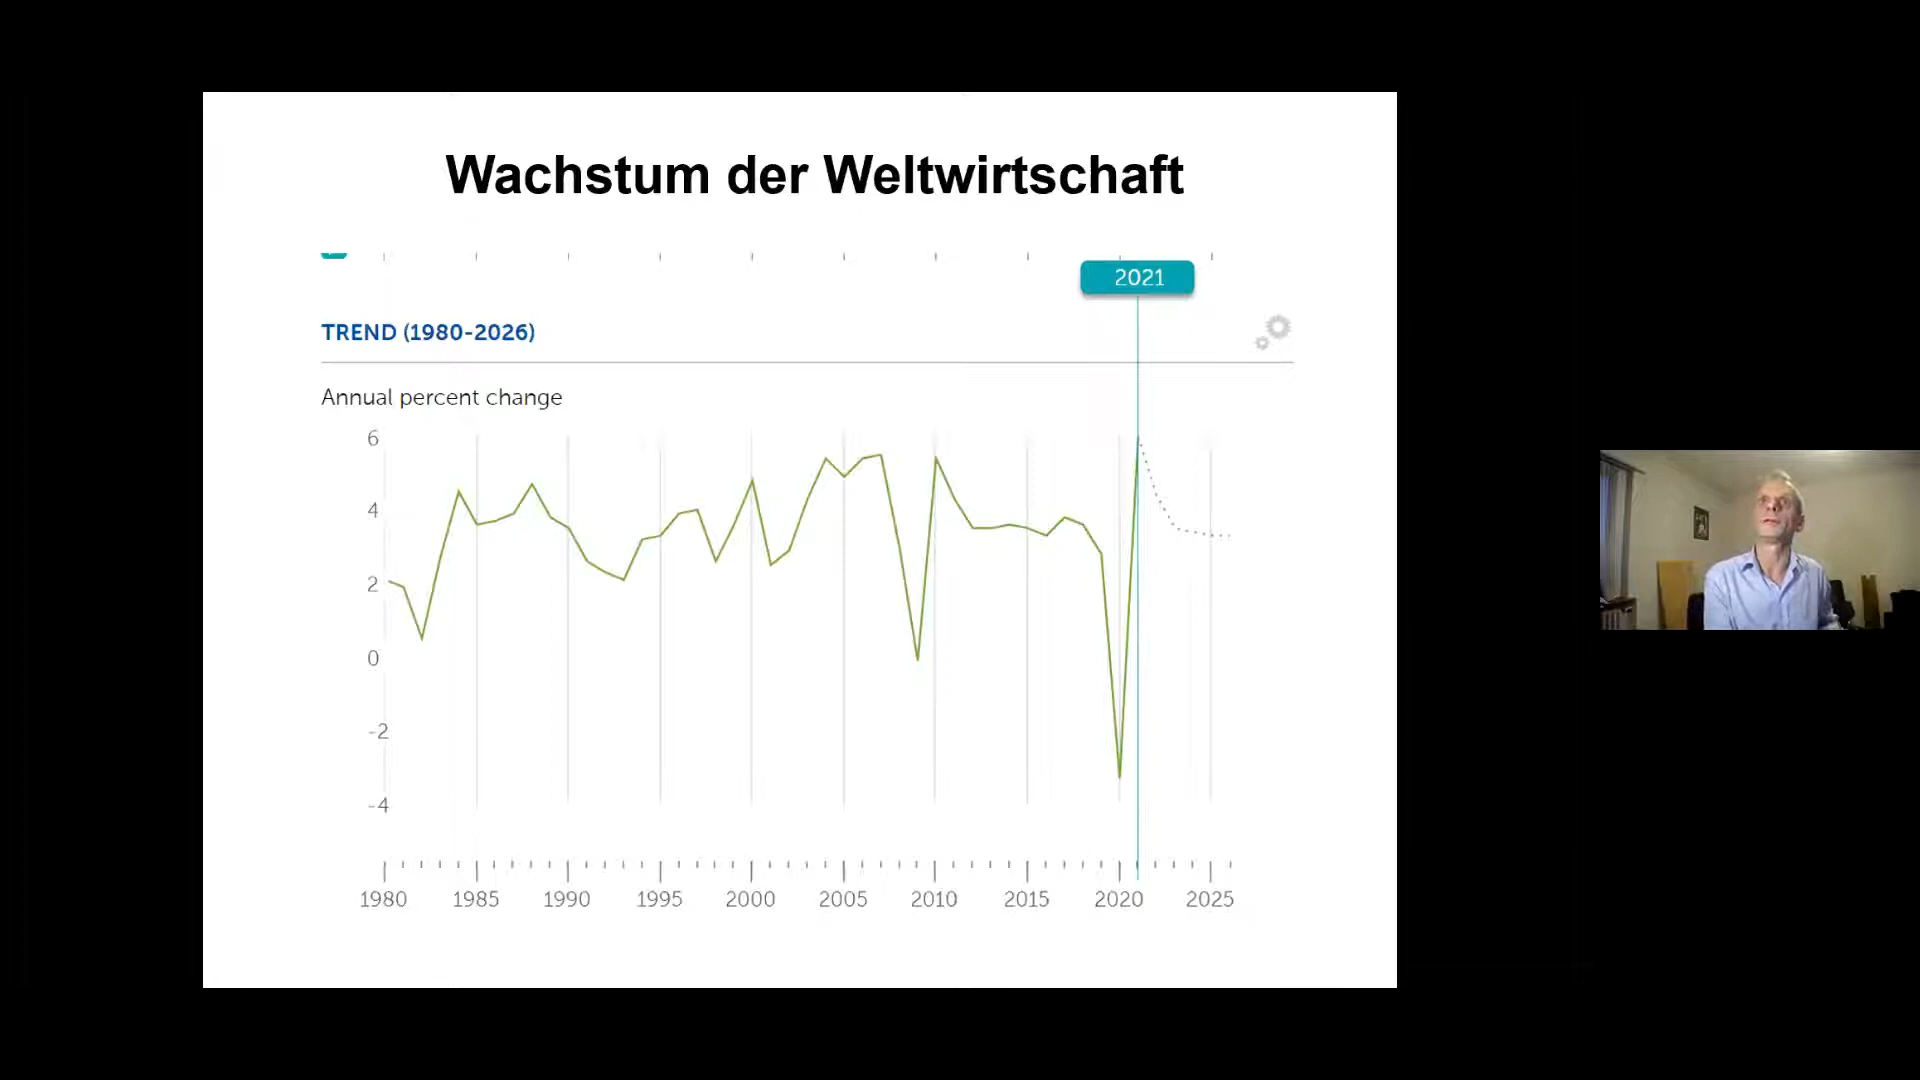 Wachstum der Weltwirtschaft
2021
TREND (1980-2026)
Annual percent change
6
4
2
0
-2
-4
1980 1985 1990 1995 2000 2005 2010 2015 2020 2025